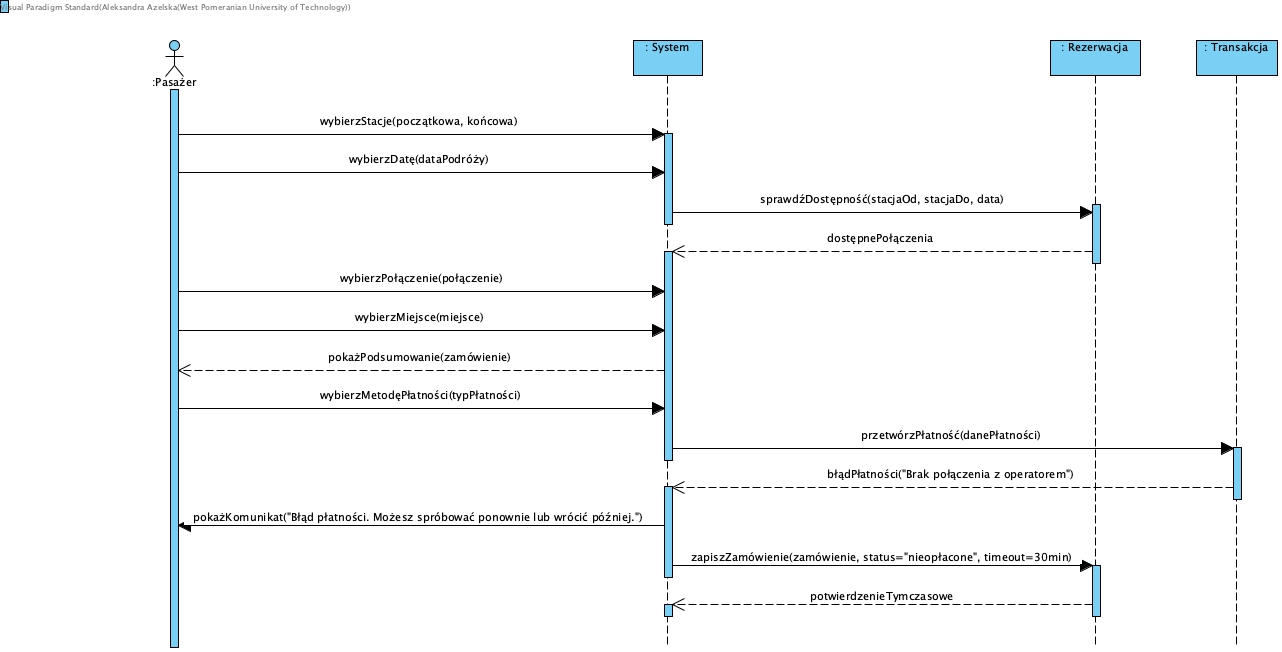 Visual Paradigm Standard(Aleksandra Azelska(West Pomeranian University of Technology))
:Pasażer
: System
: Rezerwacja
: Transakcja
wybierzStacje(początkowa, końcowa)
wybierzDatę(dataPodróży)
sprawdźDostępność(stacjaOd, stacjaDo, data)
dostępnePołączenia
wybierzPołączenie(połączenie)
wybierzMiejsce(miejsce)
pokażPodsumowanie(zamówienie)
wybierzMetodęPłatności(typPłatności)
przetwórzPłatność(danePłatności)
błądPłatności("Brak połączenia z operatorem")
pokażKomunikat("Błąd płatności. Możesz spróbować ponownie lub wrócić później.")
zapiszZamówienie(zamówienie, status="nieopłacone", timeout=30min)
potwierdzenieTymczasowe